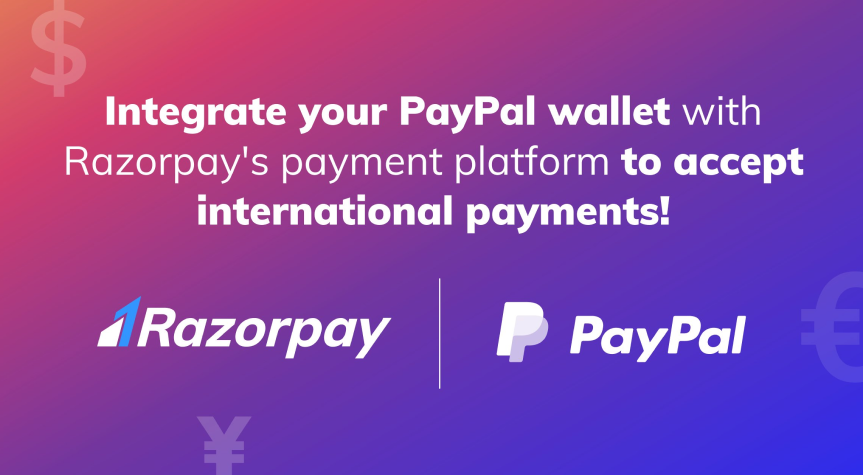 $
Integrate your PayPal wallet with
Razorpay's payment platform to accept
international payments!
Razorpay
PayPal
€
¥